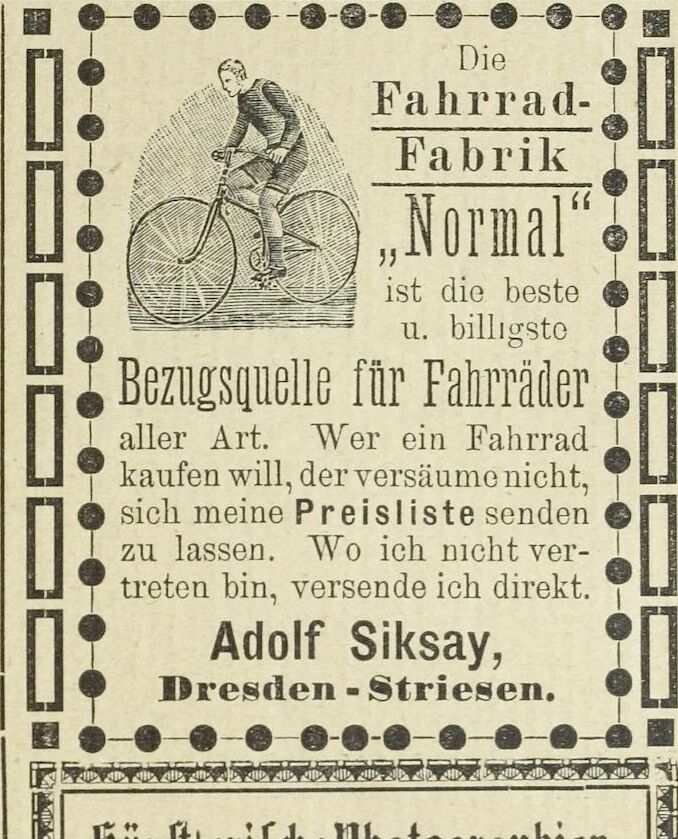 Die
Fahrrad-
Fabrik
„Normal“
ist die beste
u. billigste
Bezugsquelle für Fahrräder
aller Art. Wer ein Fahrrad
kaufen will, der versäume nicht,
sich meine Preisliste senden
zu lassen. Wo ich nicht ver-
treten bin, versende ich direkt.
Adolf Siksay,
Dresden - Striesen.